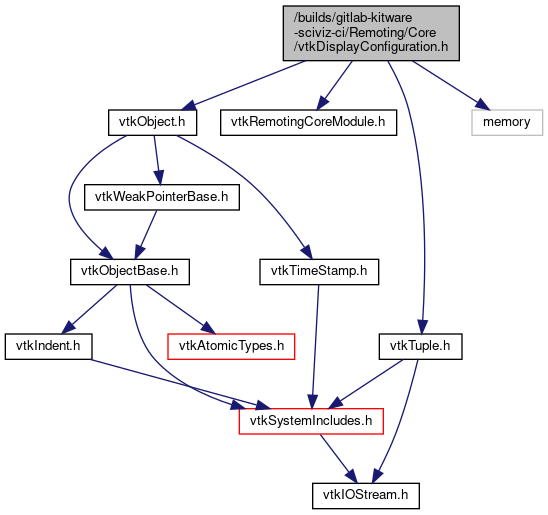 /builds/gitlab-kitware
-sciviz-ci/Remoting/Core
/vtkDisplayConfiguration.h
vtkObject.h
vtkRemotingCoreModule.h
memory
vtkWeakPointerBase.h
vtkObjectBase.h
vtkTimeStamp.h
vtkIndent.h
vtkAtomicTypes.h
vtkTuple.h
vtkSystemIncludes.h
vtkIOStream.h